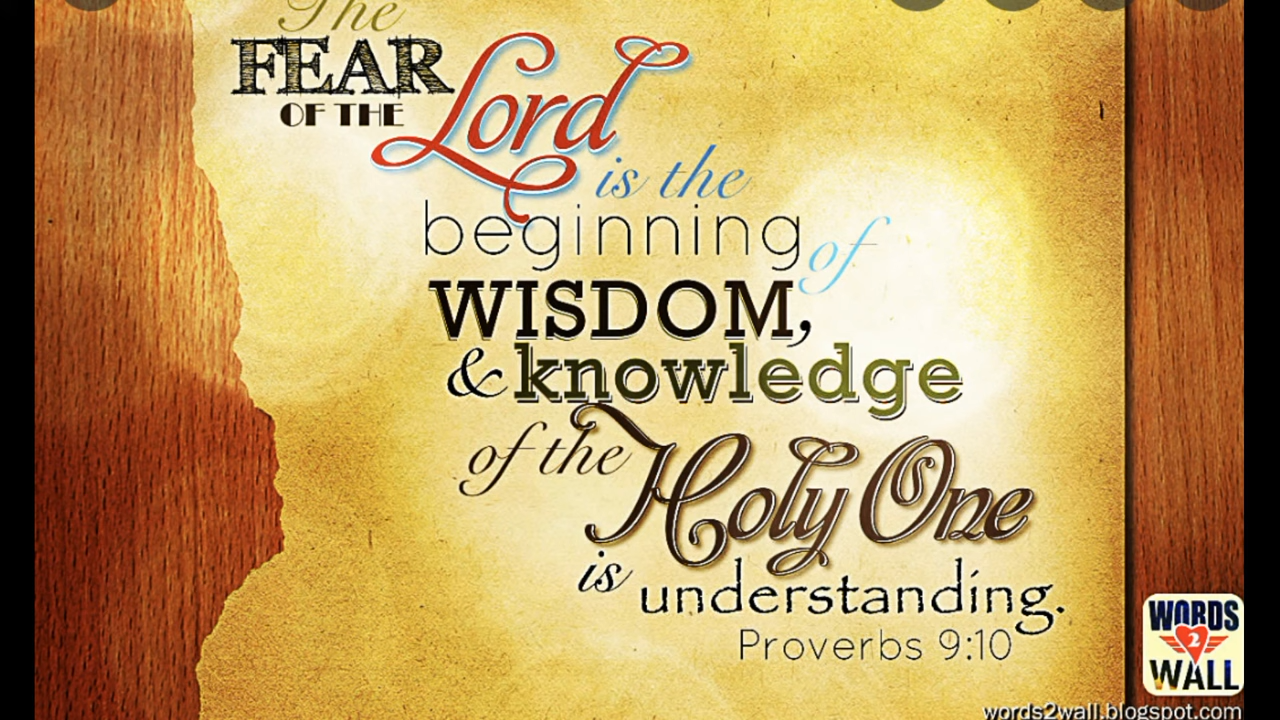 The
FEAR
OF THE
Lord
is the
beginning of
WISDOM,
& knowledge
of the Holy One
is understanding.
Proverbs 9:10
WORDS
2
WALL
words2wall.blogspot.com